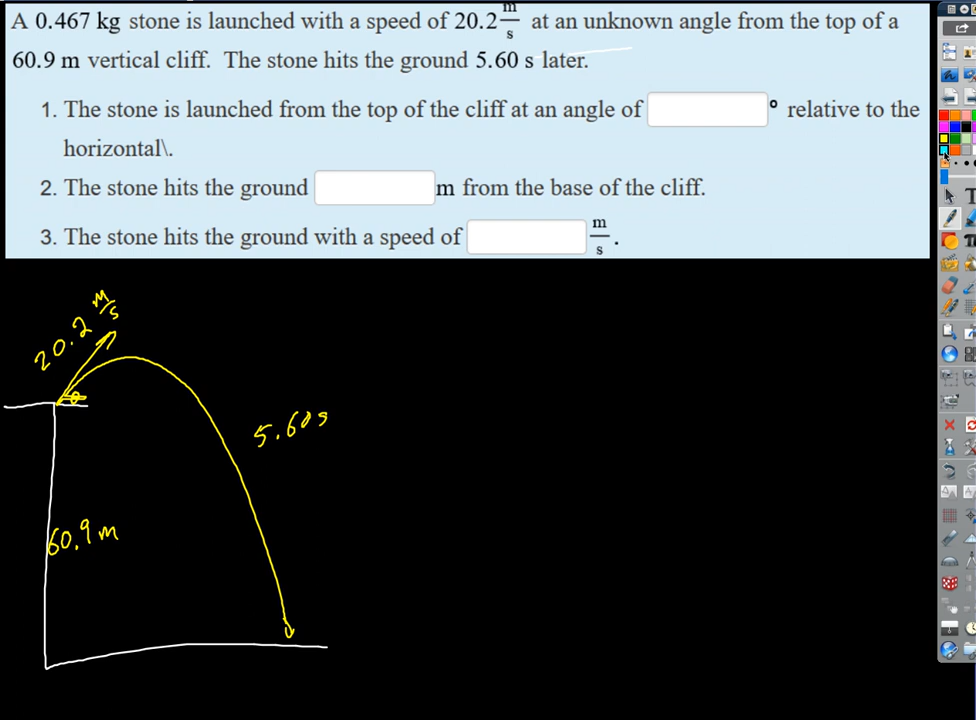 A 0.467 kg stone is launched with a speed of 20.2 m/s at an unknown angle from the top of a
60.9 m vertical cliff. The stone hits the ground 5.60 s later.
1. The stone is launched from the top of the cliff at an angle of ° relative to the
horizontal\.
2. The stone hits the ground m from the base of the cliff.
3. The stone hits the ground with a speed of m/s.
20.2 m/s
θ
5.60s
60.9m